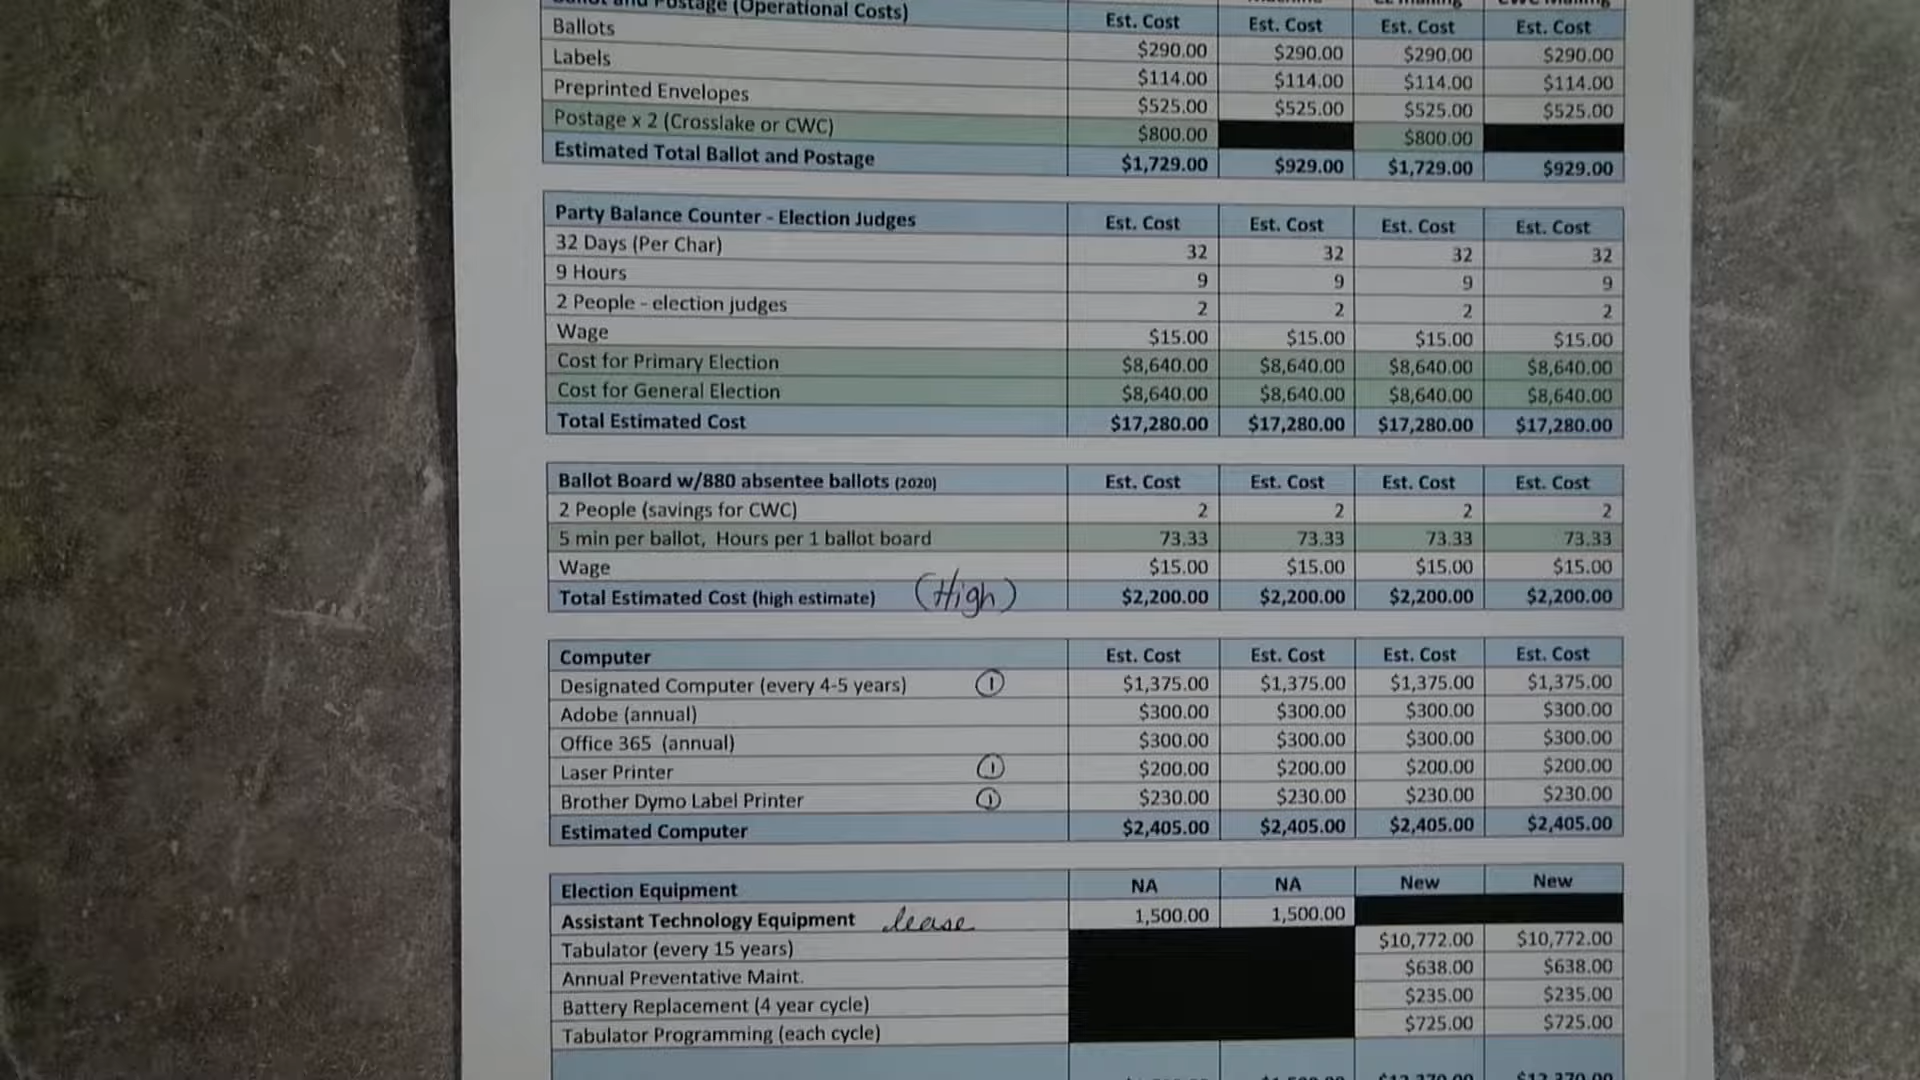 Postage (Operational Costs) Est. Cost Est. Cost Est. Cost Est. Cost
Ballots $290.00 $290.00 $290.00 $290.00
Labels $114.00 $114.00 $114.00 $114.00
Preprinted Envelopes $525.00 $525.00 $525.00 $525.00
Postage x 2 (Crosslake or CWC) $800.00 $800.00
Estimated Total Ballot and Postage $1,729.00 $929.00 $1,729.00 $929.00
Party Balance Counter - Election Judges Est. Cost Est. Cost Est. Cost Est. Cost
32 Days (Per Char) 32 32 32 32
9 Hours 9 9 9 9
2 People - election judges 2 2 2 2
Wage $15.00 $15.00 $15.00 $15.00
Cost for Primary Election $8,640.00 $8,640.00 $8,640.00 $8,640.00
Cost for General Election $8,640.00 $8,640.00 $8,640.00 $8,640.00
Total Estimated Cost $17,280.00 $17,280.00 $17,280.00 $17,280.00
Ballot Board w/880 absentee ballots (2020) Est. Cost Est. Cost Est. Cost Est. Cost
2 People (savings for CWC) 2 2 2 2
5 min per ballot, Hours per 1 ballot board 73.33 73.33 73.33 73.33
Wage $15.00 $15.00 $15.00 $15.00
Total Estimated Cost (high estimate) (High) $2,200.00 $2,200.00 $2,200.00 $2,200.00
Computer Est. Cost Est. Cost Est. Cost Est. Cost
Designated Computer (every 4-5 years) ① $1,375.00 $1,375.00 $1,375.00 $1,375.00
Adobe (annual) $300.00 $300.00 $300.00 $300.00
Office 365 (annual) $300.00 $300.00 $300.00 $300.00
Laser Printer ① $200.00 $200.00 $200.00 $200.00
Brother Dymo Label Printer ① $230.00 $230.00 $230.00 $230.00
Estimated Computer $2,405.00 $2,405.00 $2,405.00 $2,405.00
Election Equipment NA NA New New
Assistant Technology Equipment lease 1,500.00 1,500.00
Tabulator (every 15 years) $10,772.00 $10,772.00
Annual Preventative Maint. $638.00 $638.00
Battery Replacement (4 year cycle) $235.00 $235.00
Tabulator Programming (each cycle) $725.00 $725.00